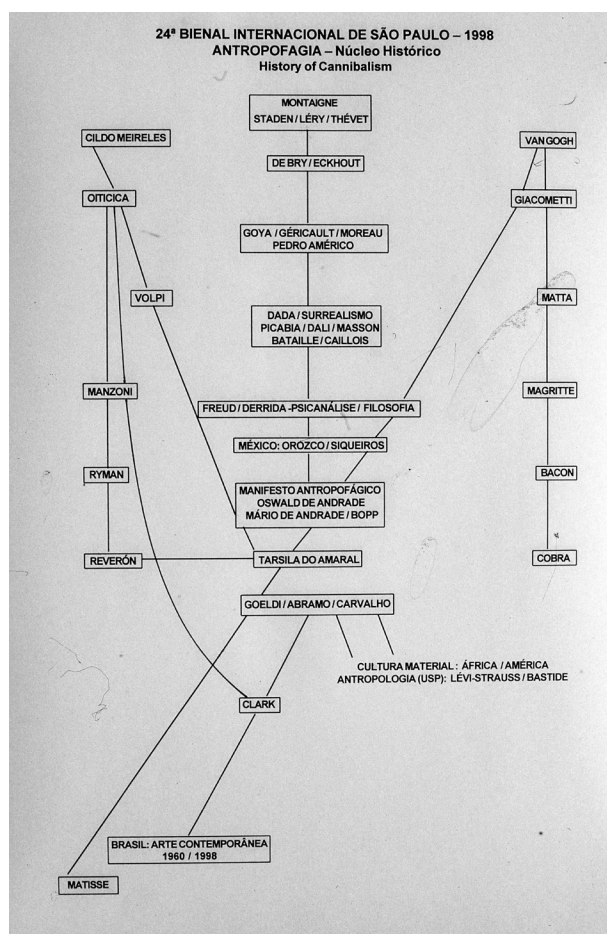 24ª BIENAL INTERNACIONAL DE SÃO PAULO – 1998
ANTROPOFAGIA – Núcleo Histórico
History of Cannibalism
MONTAIGNE
STADEN / LÉRY / THÉVET
CILDO MEIRELES
VAN GOGH
DE BRY / ECKHOUT
OITICICA
GIACOMETTI
GOYA / GÉRICAULT / MOREAU
PEDRO AMÉRICO
VOLPI
MATTA
DADA / SURREALISMO
PICABIA / DALI / MASSON
BATAILLE / CAILLOIS
MANZONI
MAGRITTE
FREUD / DERRIDA -PSICANÁLISE / FILOSOFIA
MÉXICO: OROZCO / SIQUEIROS
RYMAN
BACON
MANIFESTO ANTROPOFÁGICO
OSWALD DE ANDRADE
MÁRIO DE ANDRADE / BOPP
REVERÓN
TARSILA DO AMARAL
COBRA
GOELDI / ABRAMO / CARVALHO
CULTURA MATERIAL : ÁFRICA / AMÉRICA
ANTROPOLOGIA (USP): LÉVI-STRAUSS / BASTIDE
CLARK
BRASIL: ARTE CONTEMPORÂNEA
1960 / 1998
MATISSE